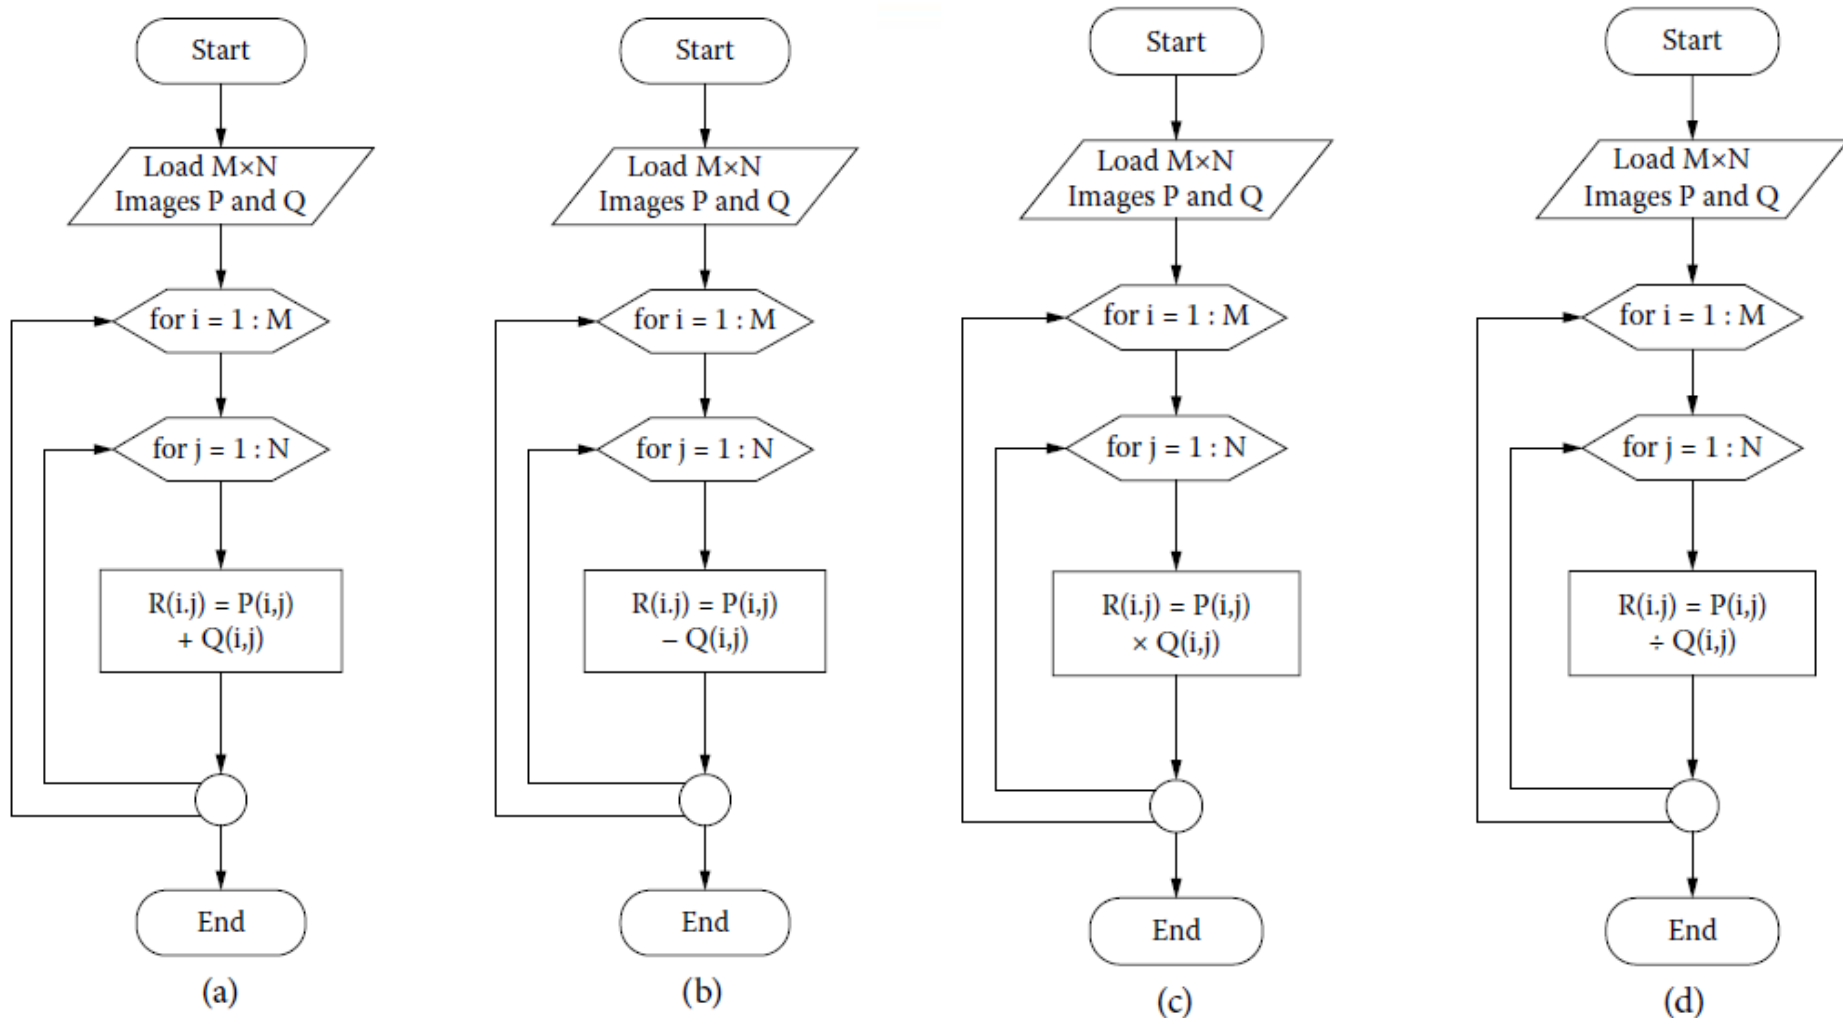 Start
Load M×N
Images P and Q
for i = 1 : M
for j = 1 : N
R(i.j) = P(i,j)
+ Q(i,j)
End
(a)
Start
Load M×N
Images P and Q
for i = 1 : M
for j = 1 : N
R(i.j) = P(i,j)
– Q(i,j)
End
(b)
Start
Load M×N
Images P and Q
for i = 1 : M
for j = 1 : N
R(i.j) = P(i,j)
× Q(i,j)
End
(c)
Start
Load M×N
Images P and Q
for i = 1 : M
for j = 1 : N
R(i.j) = P(i,j)
÷ Q(i,j)
End
(d)